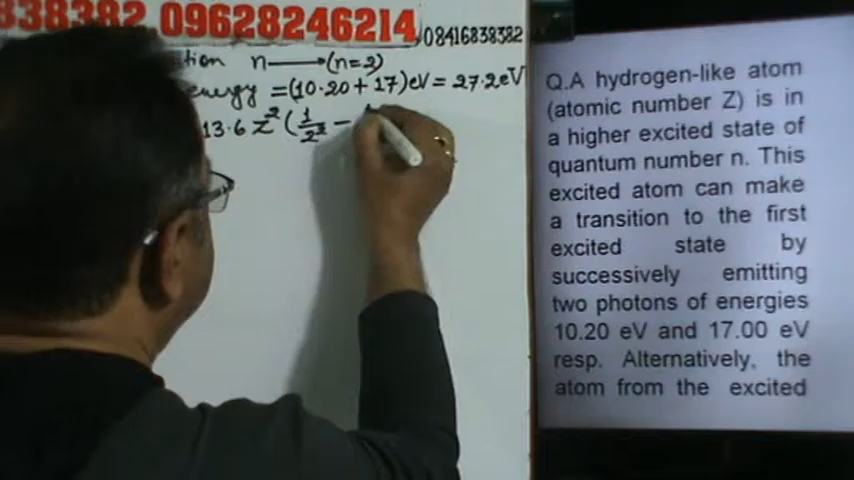 838382, 09628246214, 08416838382
ation n → (n=2)
energy = (10.20+17)eV = 27.2eV
13.6 Z² (1/2² −
Q.A hydrogen-like atom
(atomic number Z) is in
a higher excited state of
quantum number n. This
excited atom can make
a transition to the first
excited state by
successively emitting
two photons of energies
10.20 eV and 17.00 eV
resp. Alternatively, the
atom from the excited